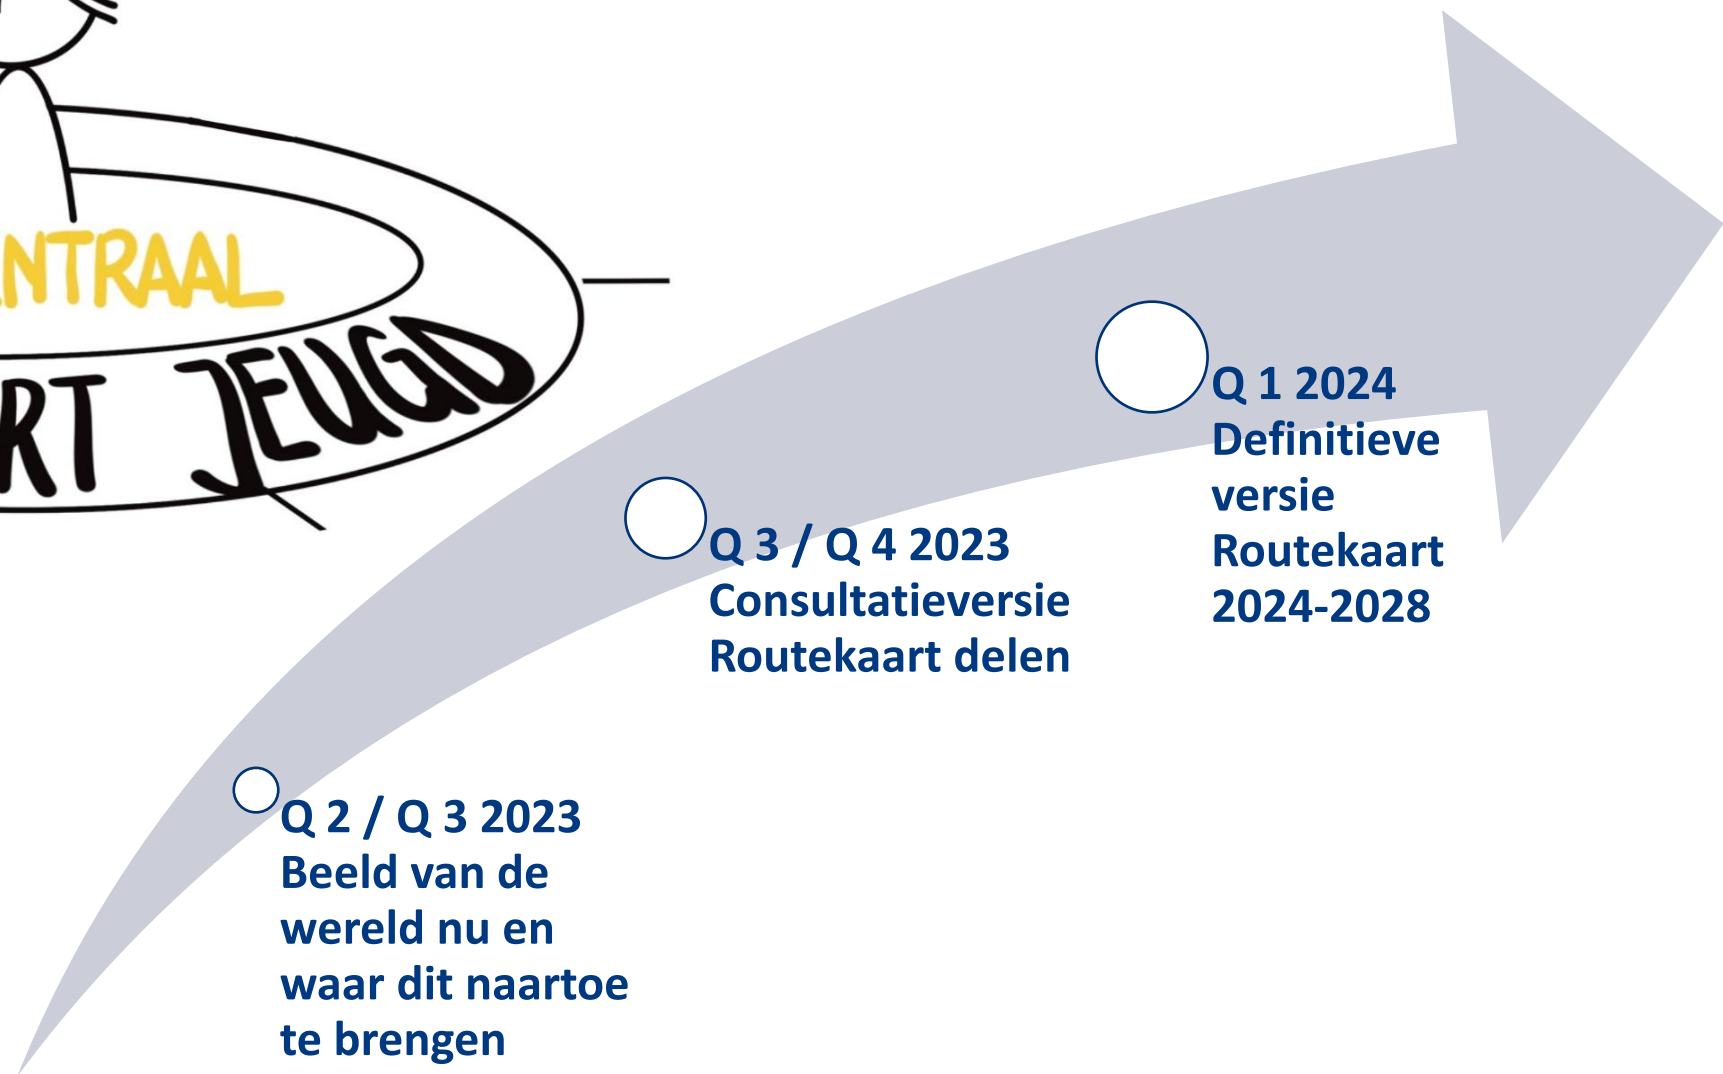 NTRAAL
RT JEUGD
Q 1 2024
Definitieve
versie
Routekaart
2024-2028
Q 3 / Q 4 2023
Consultatieversie
Routekaart delen
Q 2 / Q 3 2023
Beeld van de
wereld nu en
waar dit naartoe
te brengen